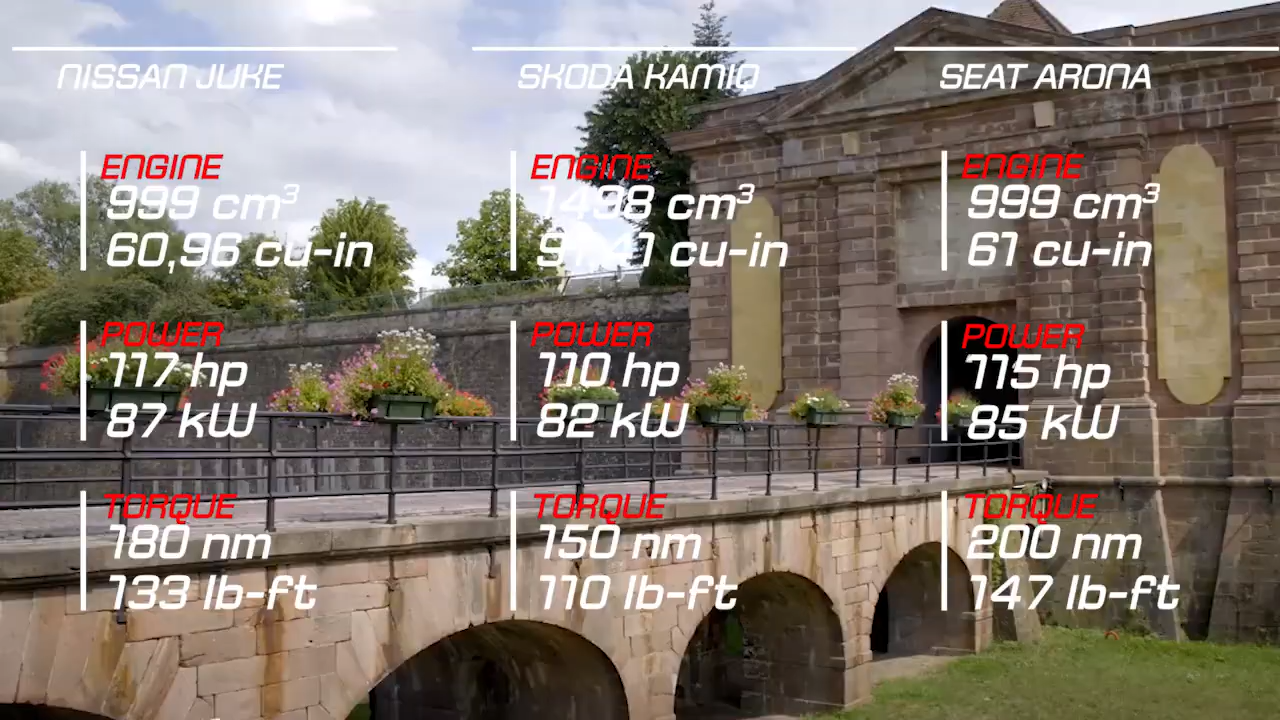 NISSAN JUKE
ENGINE
999 cm³
60,96 cu-in
POWER
117 hp
87 kW
TORQUE
180 nm
133 lb-ft
SKODA KAMIQ
ENGINE
1498 cm³
91,41 cu-in
POWER
110 hp
82 kW
TORQUE
150 nm
110 lb-ft
SEAT ARONA
ENGINE
999 cm³
61 cu-in
POWER
115 hp
85 kW
TORQUE
200 nm
147 lb-ft